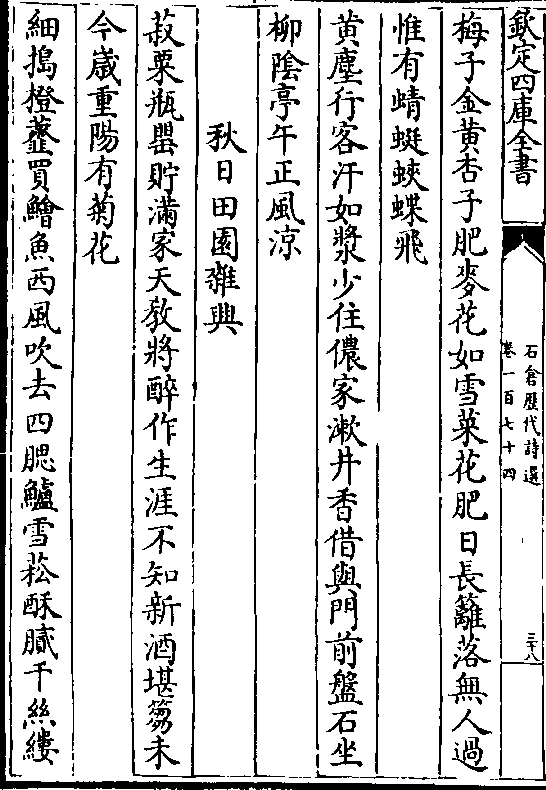 欽定四庫全書
石倉歷代詩選
卷一百七十四
三十八
梅子金黄杏子肥麥花如雪菜花肥日長籬落無人過
惟有蜻蜓蛺蝶飛
黄塵行客汗如漿少住儂家漱井香借與門前盤石坐
柳陰亭午正風涼
秋日田園雜興
菽粟瓶罌貯滿家天教將醉作生涯不知新酒堪篘未
今嵗重陽有菊花
細搗橙虀買鱠魚西風吹去四腮鱸雪菘酥膩千絲縷